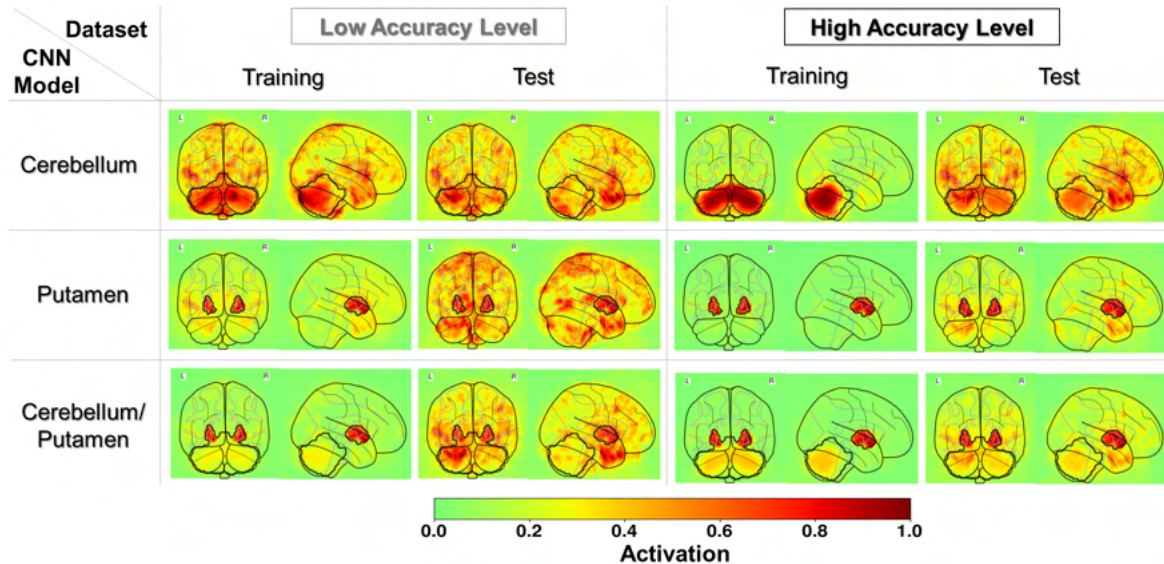 Dataset
CNN
Model
Low Accuracy Level
High Accuracy Level
Training
Test
Training
Test
L R L R L R L R
Cerebellum
L R L R L R L R
Putamen
L R L R L R L R
Cerebellum/
Putamen
0.0 0.2 0.4 0.6 0.8 1.0
Activation